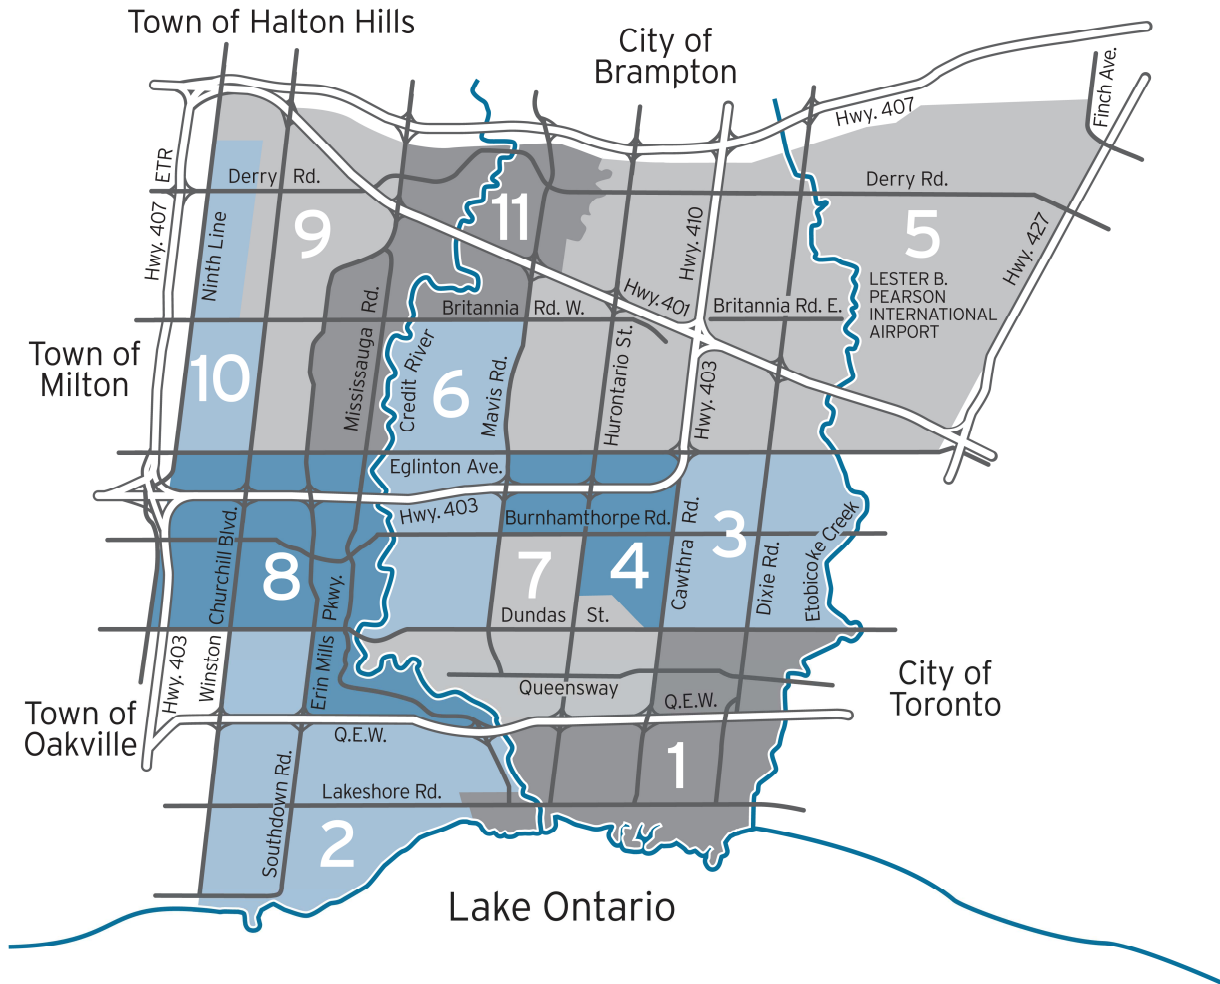 Town of Halton Hills
City of
Brampton
Finch Ave.
Hwy. 407
ETR
Derry Rd.
Derry Rd.
11
9
5
Hwy. 407
Ninth Line
Hwy. 410
Hwy. 427
LESTER B.
PEARSON
INTERNATIONAL
AIRPORT
Mississauga Rd.
Britannia Rd. W.
Hwy. 401
Britannia Rd. E.
Town of
Milton
10
Credit River
6
Mavis Rd.
Hurontario St.
Hwy. 403
Eglinton Ave.
Hwy. 403
Burnhamthorpe Rd.
Cawthra Rd.
3
Dixie Rd.
Etobicoke Creek
Winston Churchill Blvd.
8
Erin Mills Pkwy.
7
4
Dundas St.
Hwy. 403
Queensway
City of
Toronto
Town of
Oakville
Q.E.W.
Q.E.W.
1
Southdown Rd.
Lakeshore Rd.
2
Lake Ontario